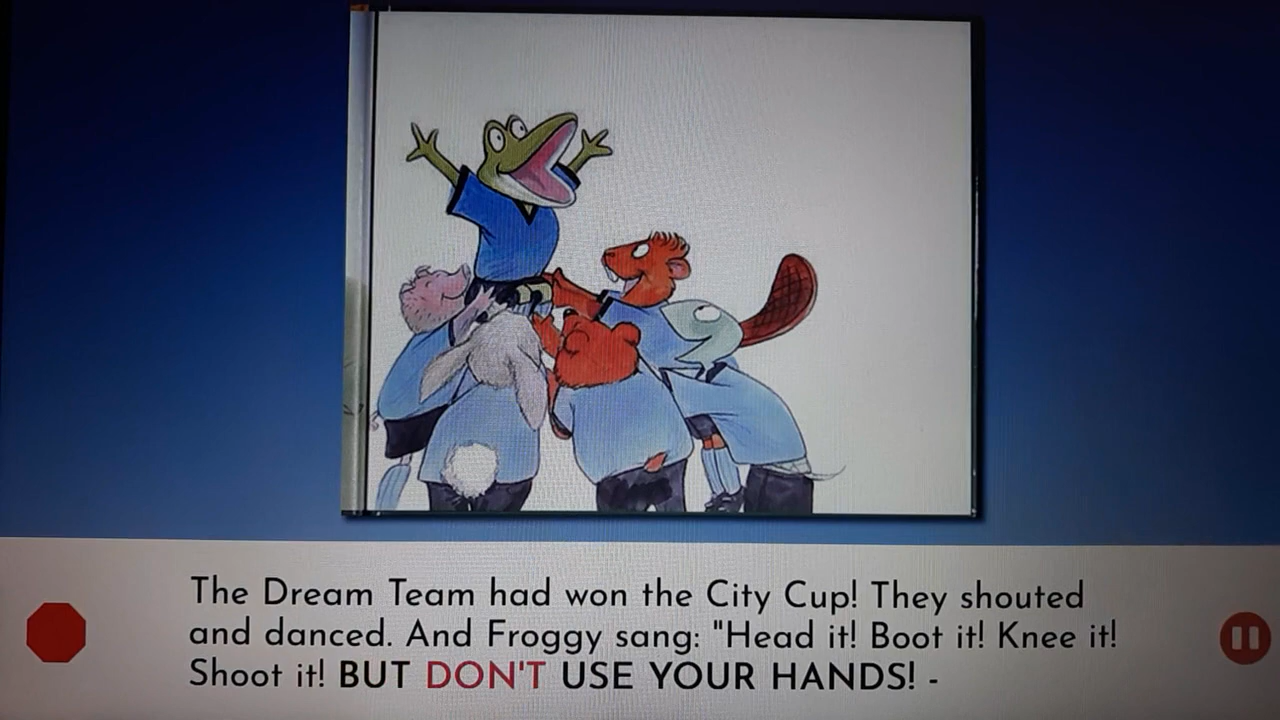 The Dream Team had won the City Cup! They shouted
and danced. And Froggy sang: "Head it! Boot it! Knee it!
Shoot it! BUT DON'T USE YOUR HANDS! -